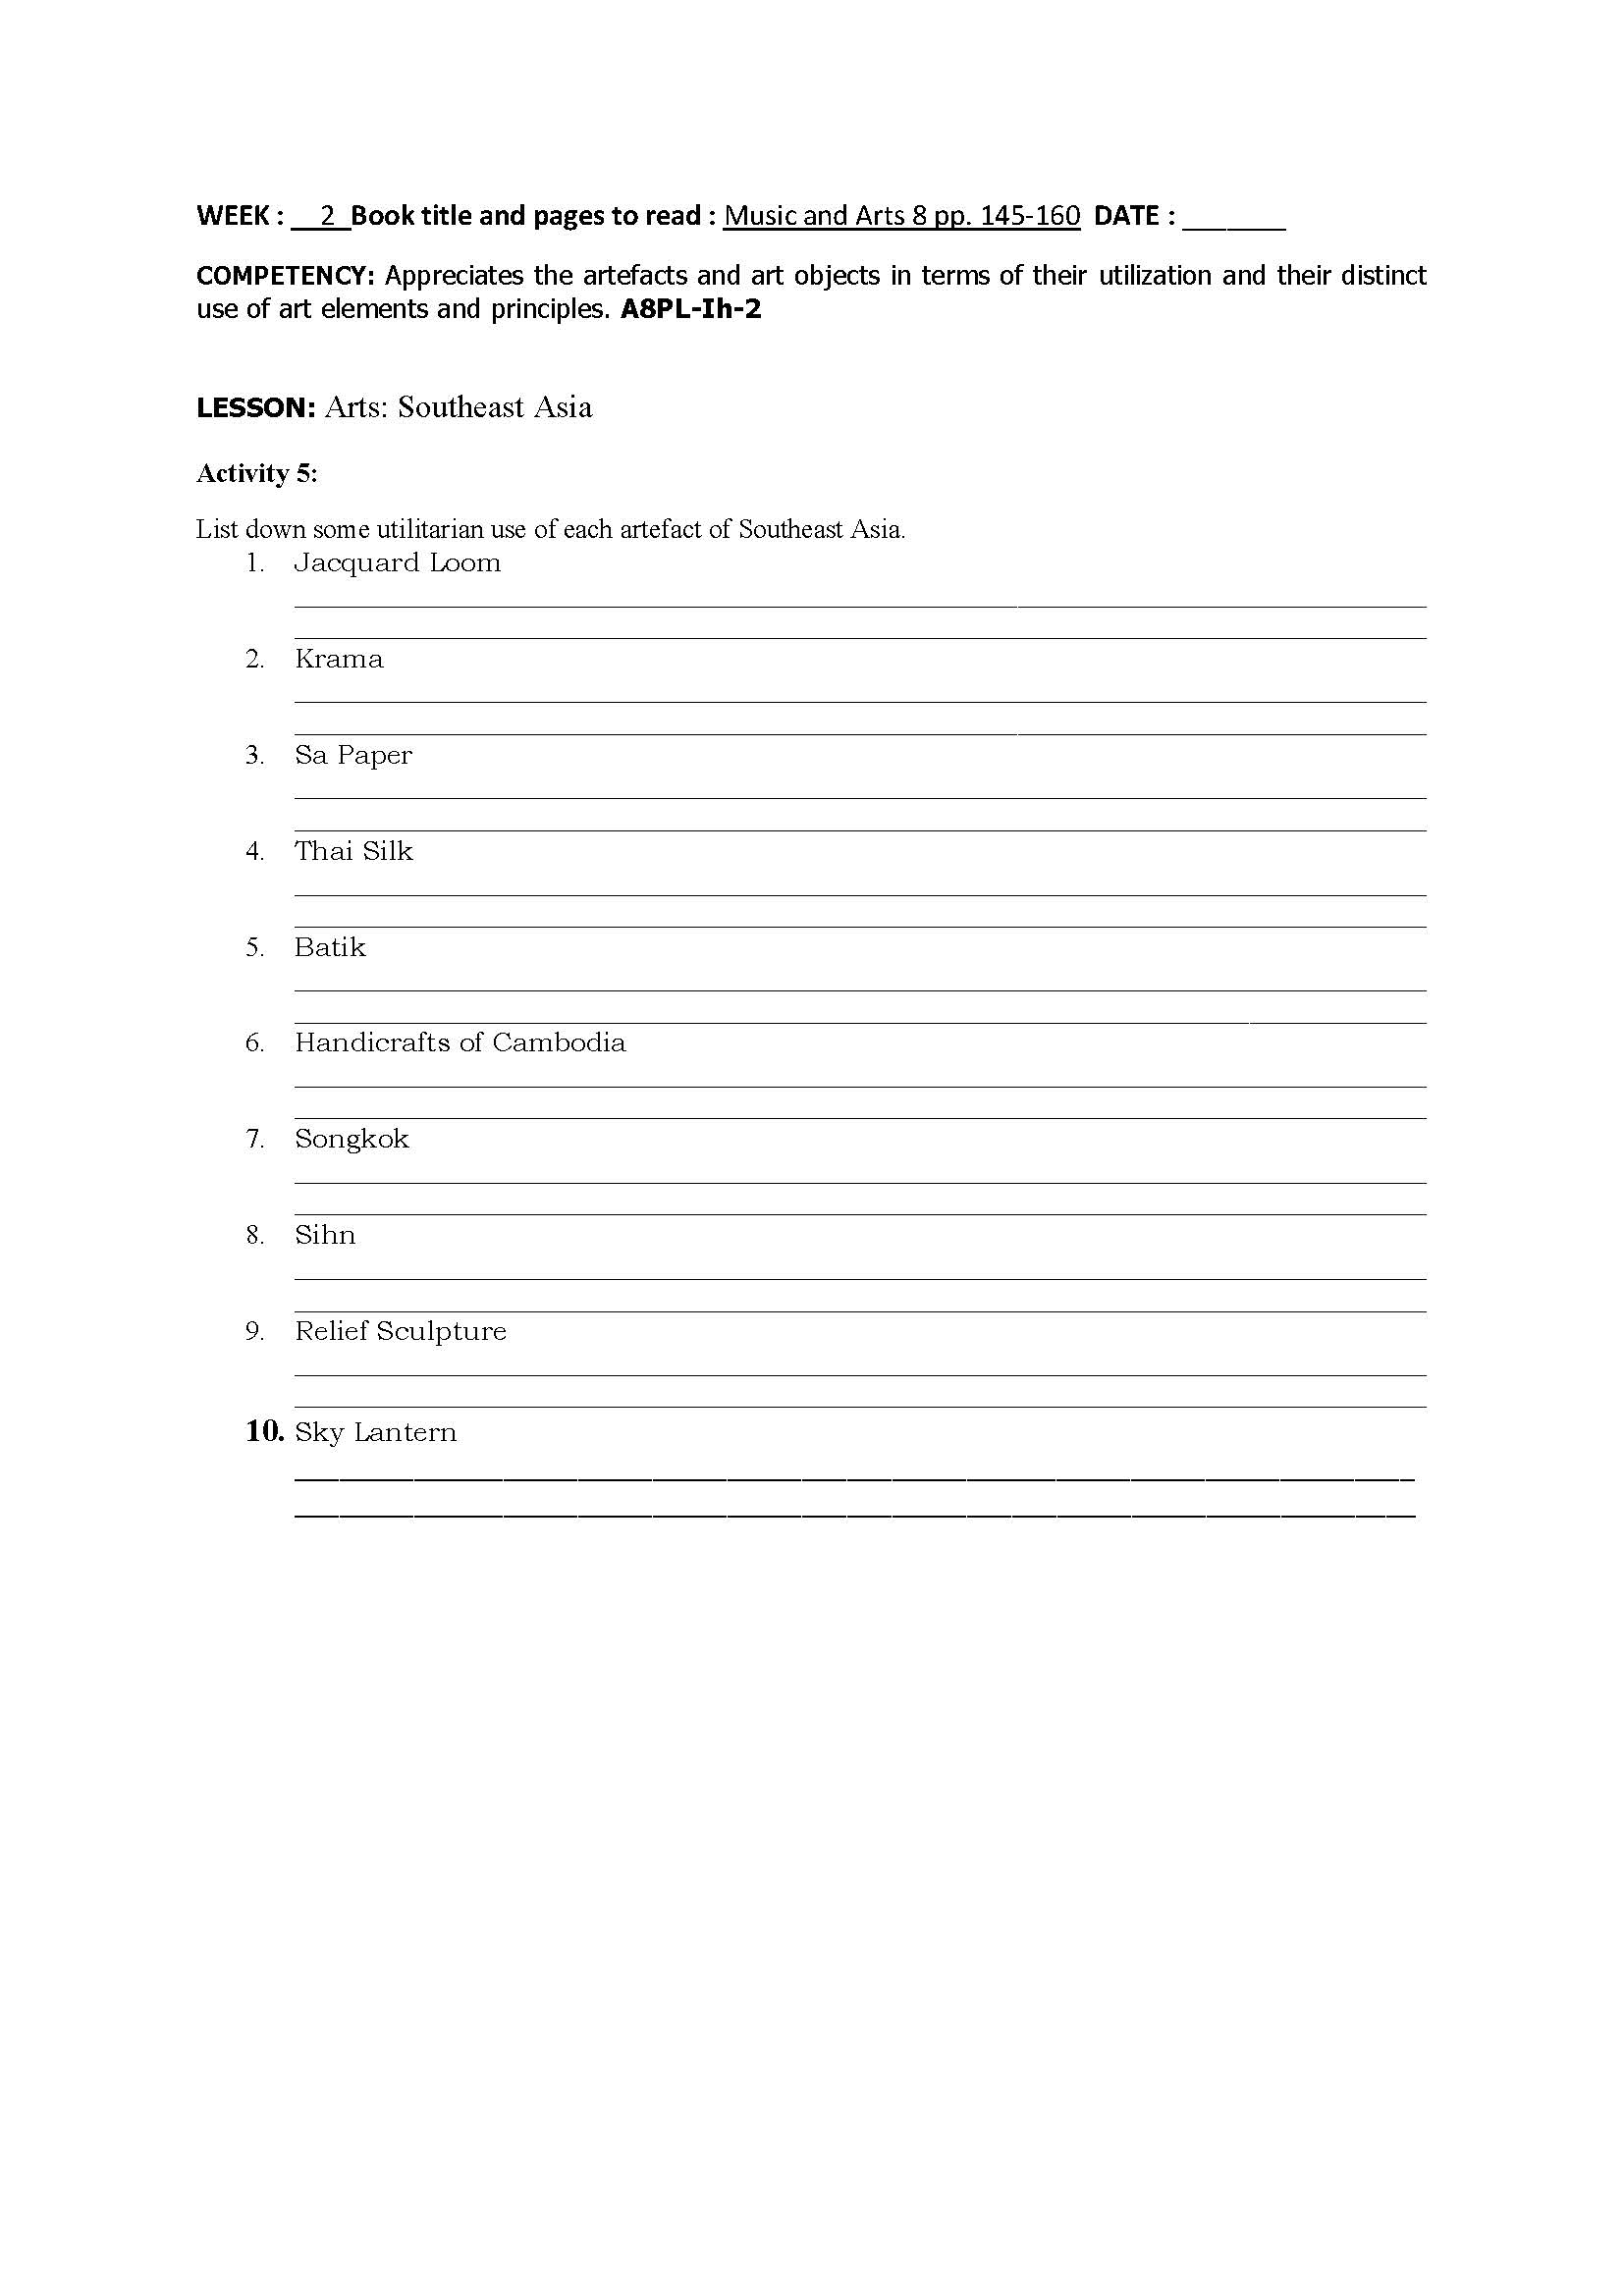 WEEK : __2_Book title and pages to read : Music and Arts 8 pp. 145-160 DATE : _______
COMPETENCY: Appreciates the artefacts and art objects in terms of their utilization and their distinct
use of art elements and principles. A8PL-Ih-2
LESSON: Arts: Southeast Asia
Activity 5:
List down some utilitarian use of each artefact of Southeast Asia.
1. Jacquard Loom
2. Krama
3. Sa Paper
4. Thai Silk
5. Batik
6. Handicrafts of Cambodia
7. Songkok
8. Sihn
9. Relief Sculpture
10. Sky Lantern